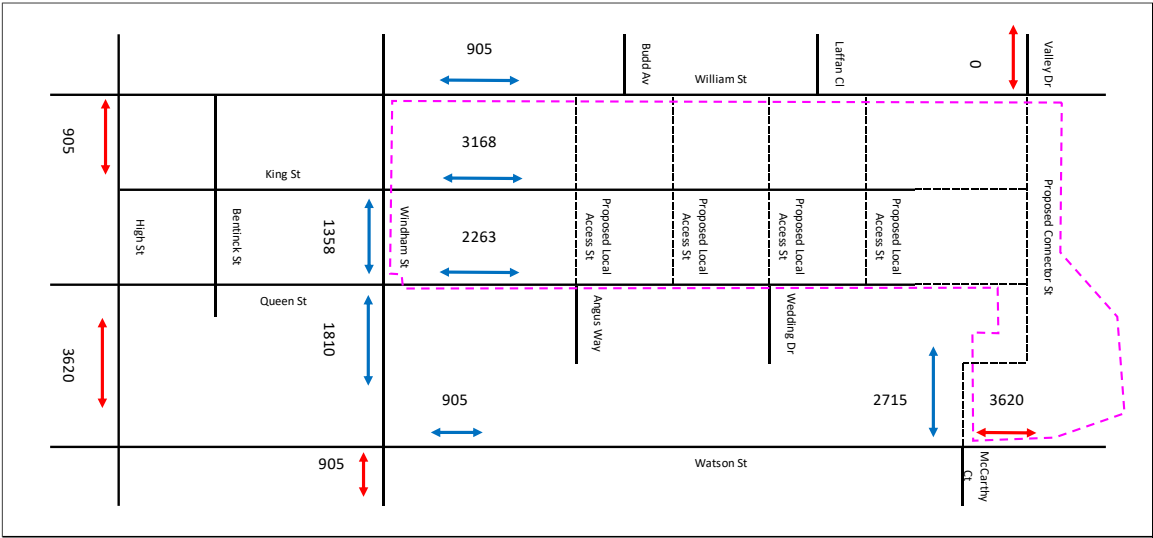 905
Budd Av
Laffan Cl
0
Valley Dr
William St
905
3168
King St
High St
Bentinck St
1358
Windham St
2263
Proposed Local
Access St
Proposed Local
Access St
Proposed Local
Access St
Proposed Local
Access St
Proposed Connector St
Queen St
3620
1810
Angus Way
Wedding Dr
905
2715
3620
905
Watson St
McCarthy
Ct